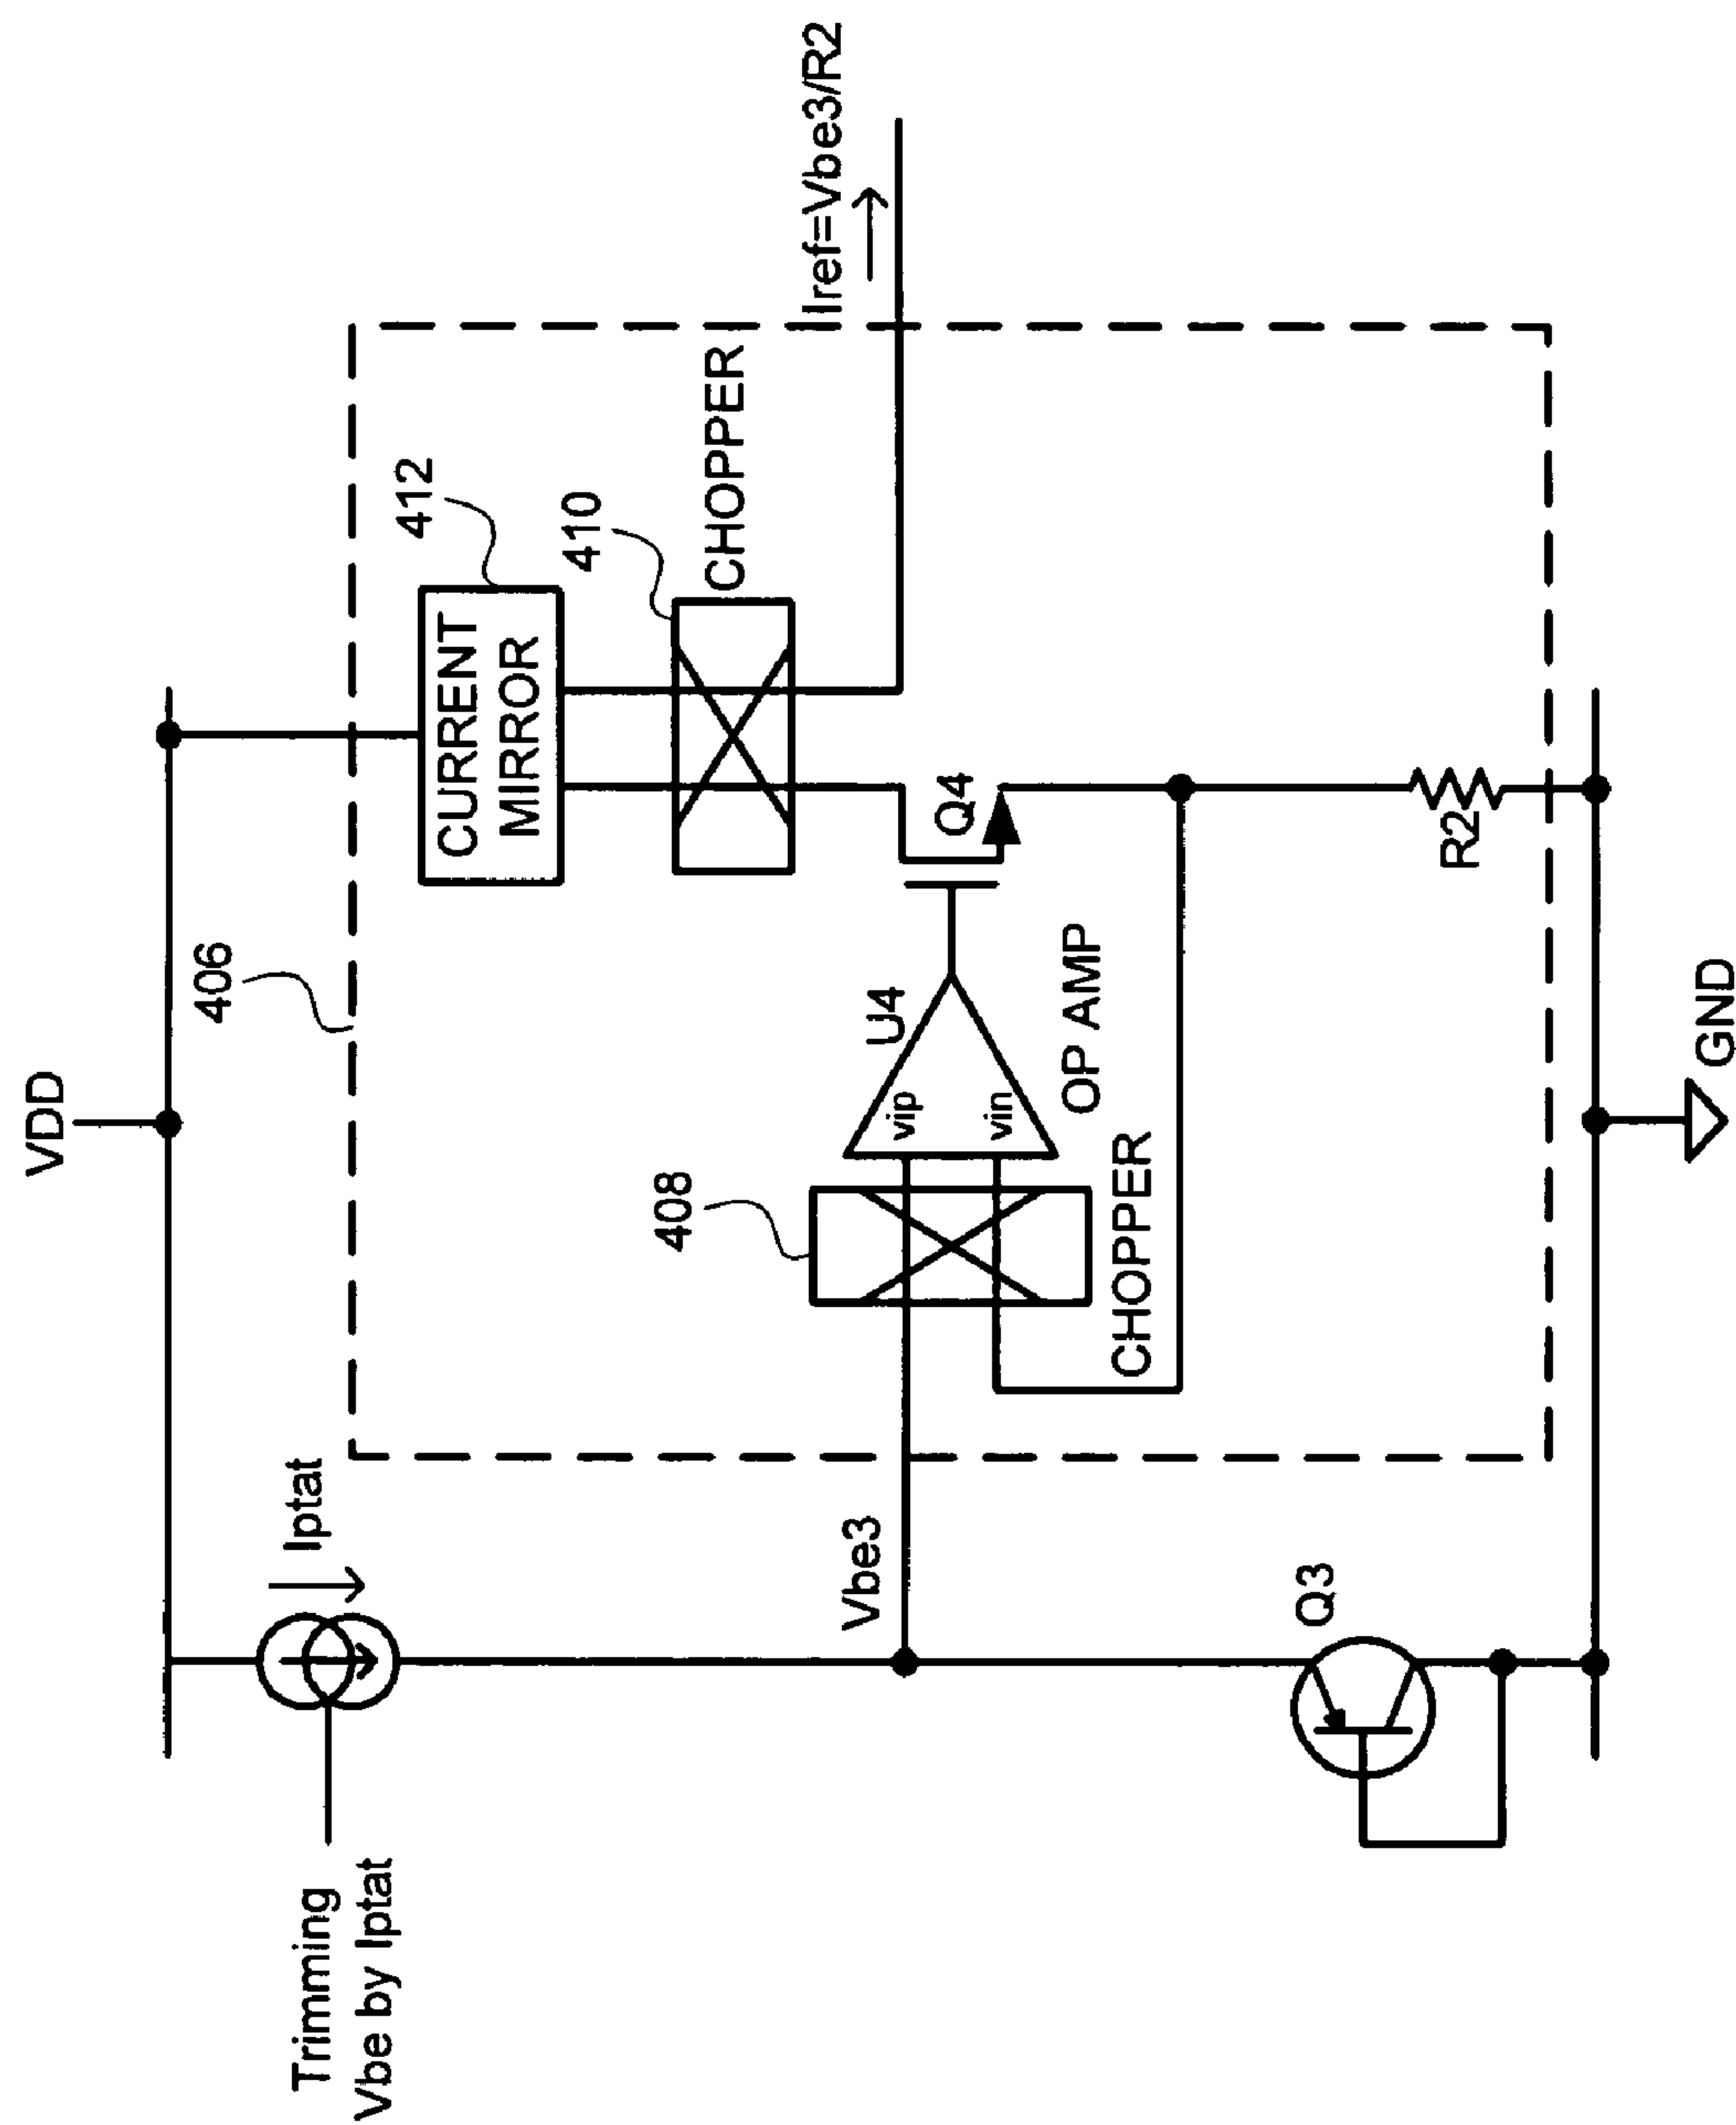 VDD
406
Trimming
Vbe by Iptat
Iptat
CURRENT
MIRROR
412
410
CHOPPER
Vbe3
408
vip
vin
U4
OP AMP
CHOPPER
Q4
Iref=Vbe3/R2
Q3
R2
GND